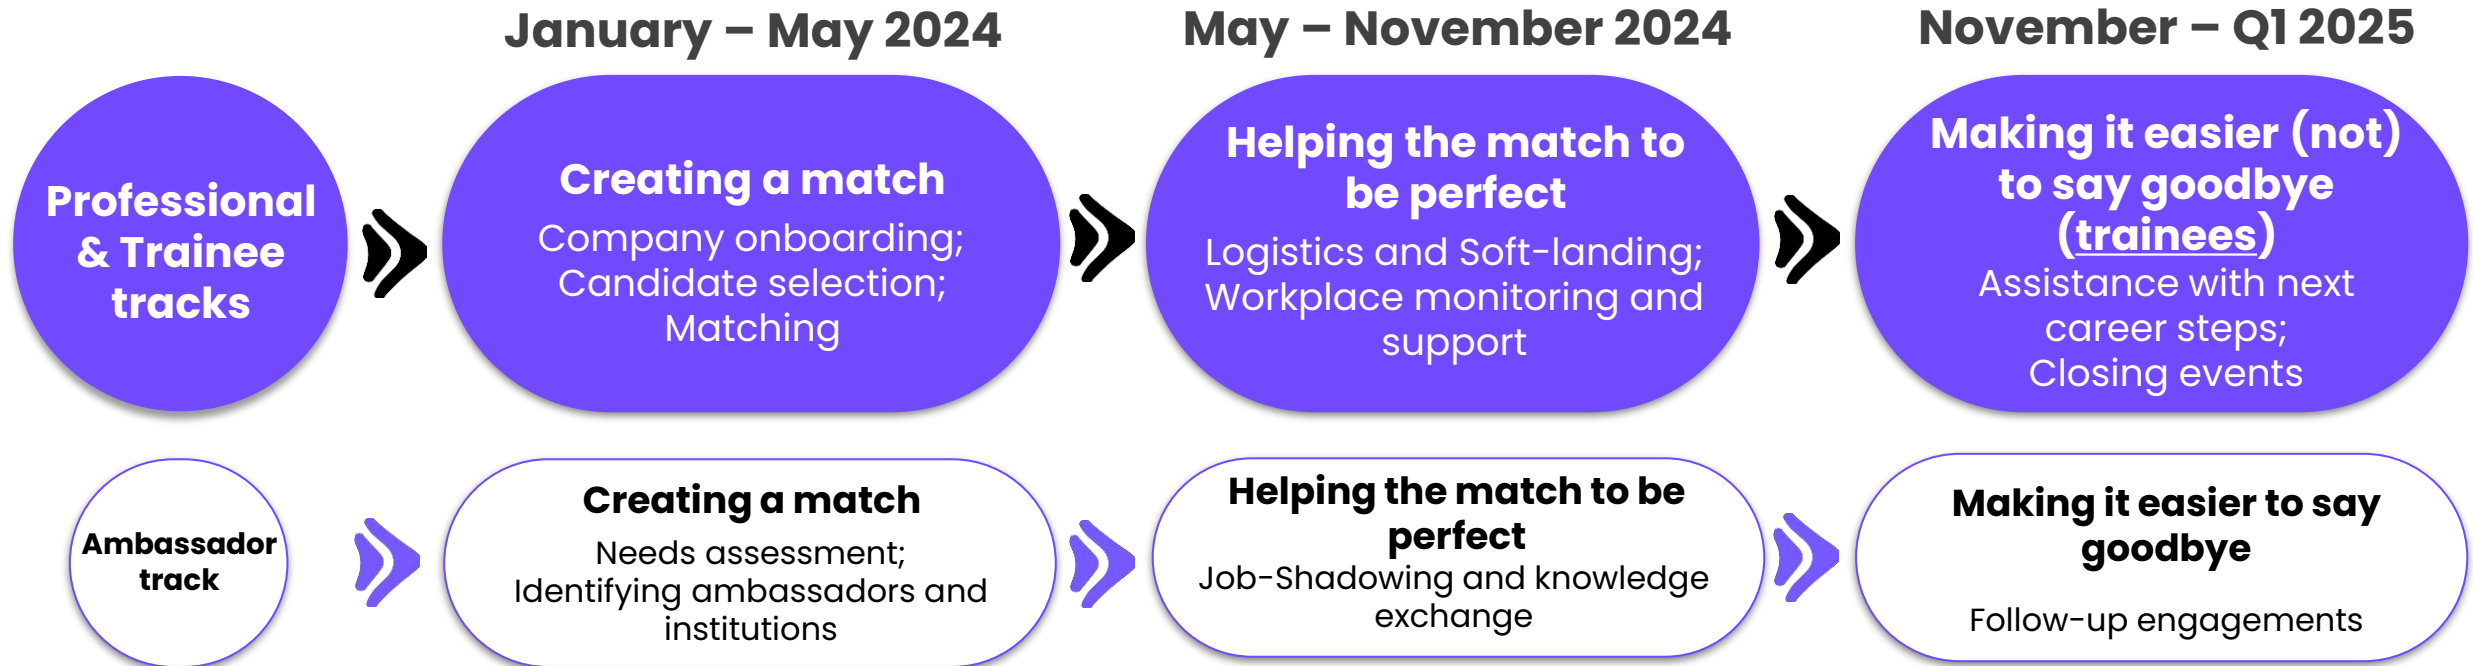 January – May 2024
May – November 2024
November – Q1 2025
Professional
& Trainee
tracks
Creating a match
Company onboarding;
Candidate selection;
Matching
Helping the match to
be perfect
Logistics and Soft-landing;
Workplace monitoring and
support
Making it easier (not)
to say goodbye
(trainees)
Assistance with next
career steps;
Closing events
Ambassador
track
Creating a match
Needs assessment;
Identifying ambassadors and
institutions
Helping the match to be
perfect
Job-Shadowing and knowledge
exchange
Making it easier to say
goodbye
Follow-up engagements